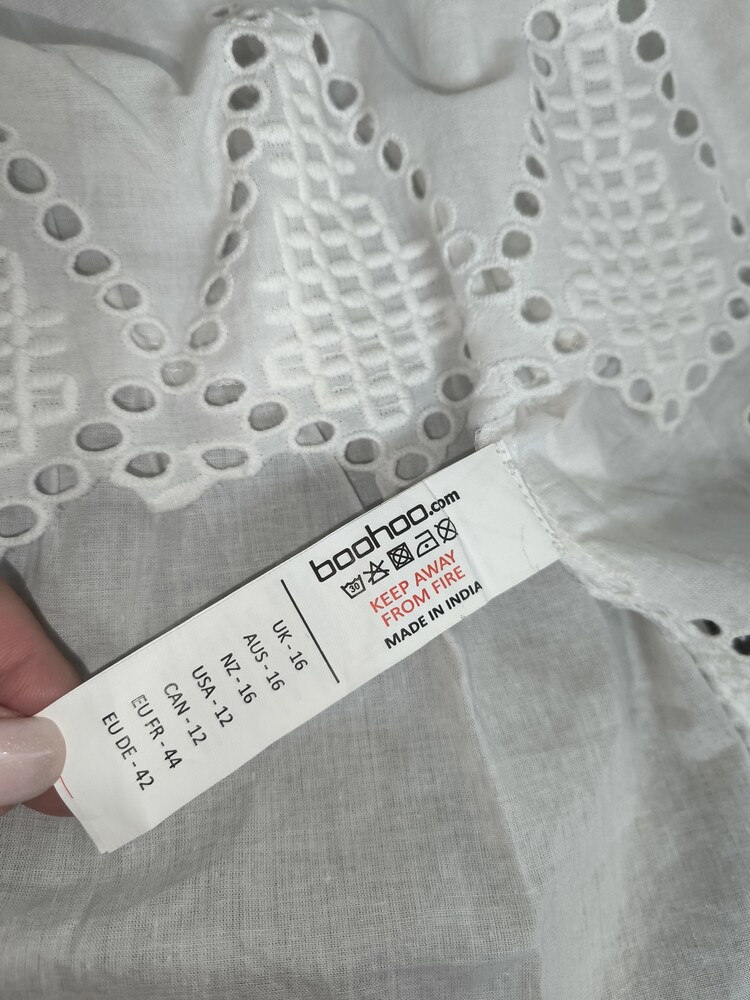 boohoo.com
30
KEEP AWAY
FROM FIRE
MADE IN INDIA
UK - 16
AUS - 16
NZ - 16
USA - 12
CAN - 12
EU FR - 44
EU DE - 42